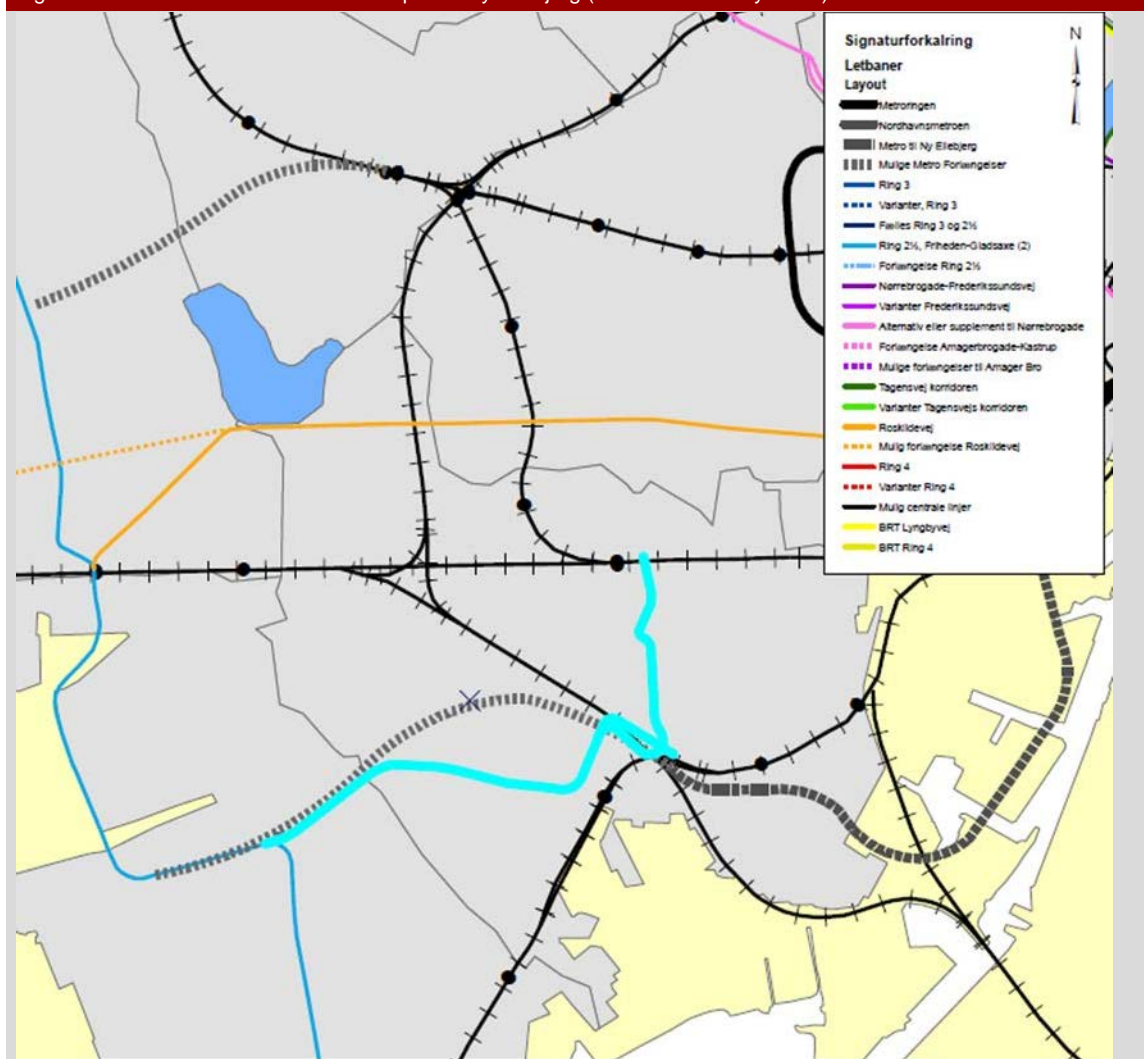 Signaturforkalring
N
Letbaner
Layout
Metroringen
Nordhavnsmetroen
Metro til Ny Ellebjerg
Mulige Metro Forlængelser
Ring 3
Varianter, Ring 3
Fælles Ring 3 og 2½
Ring 2½, Friheden-Gladsaxe (2)
Forlængelse Ring 2½
Nørrebrogade-Frederikssundsvej
Varianter Frederikssundsvej
Alternativ eller supplement til Nørrebrogade
Forlængelse Amagerbrogade-Kastrup
Mulige forlængelser til Amager Bro
Tagensvej korridoren
Varianter Tagensvejs korridoren
Roskildevej
Mulig forlængelse Roskildevej
Ring 4
Varianter Ring 4
Mulig centrale linjer
BRT Lyngbyvej
BRT Ring 4